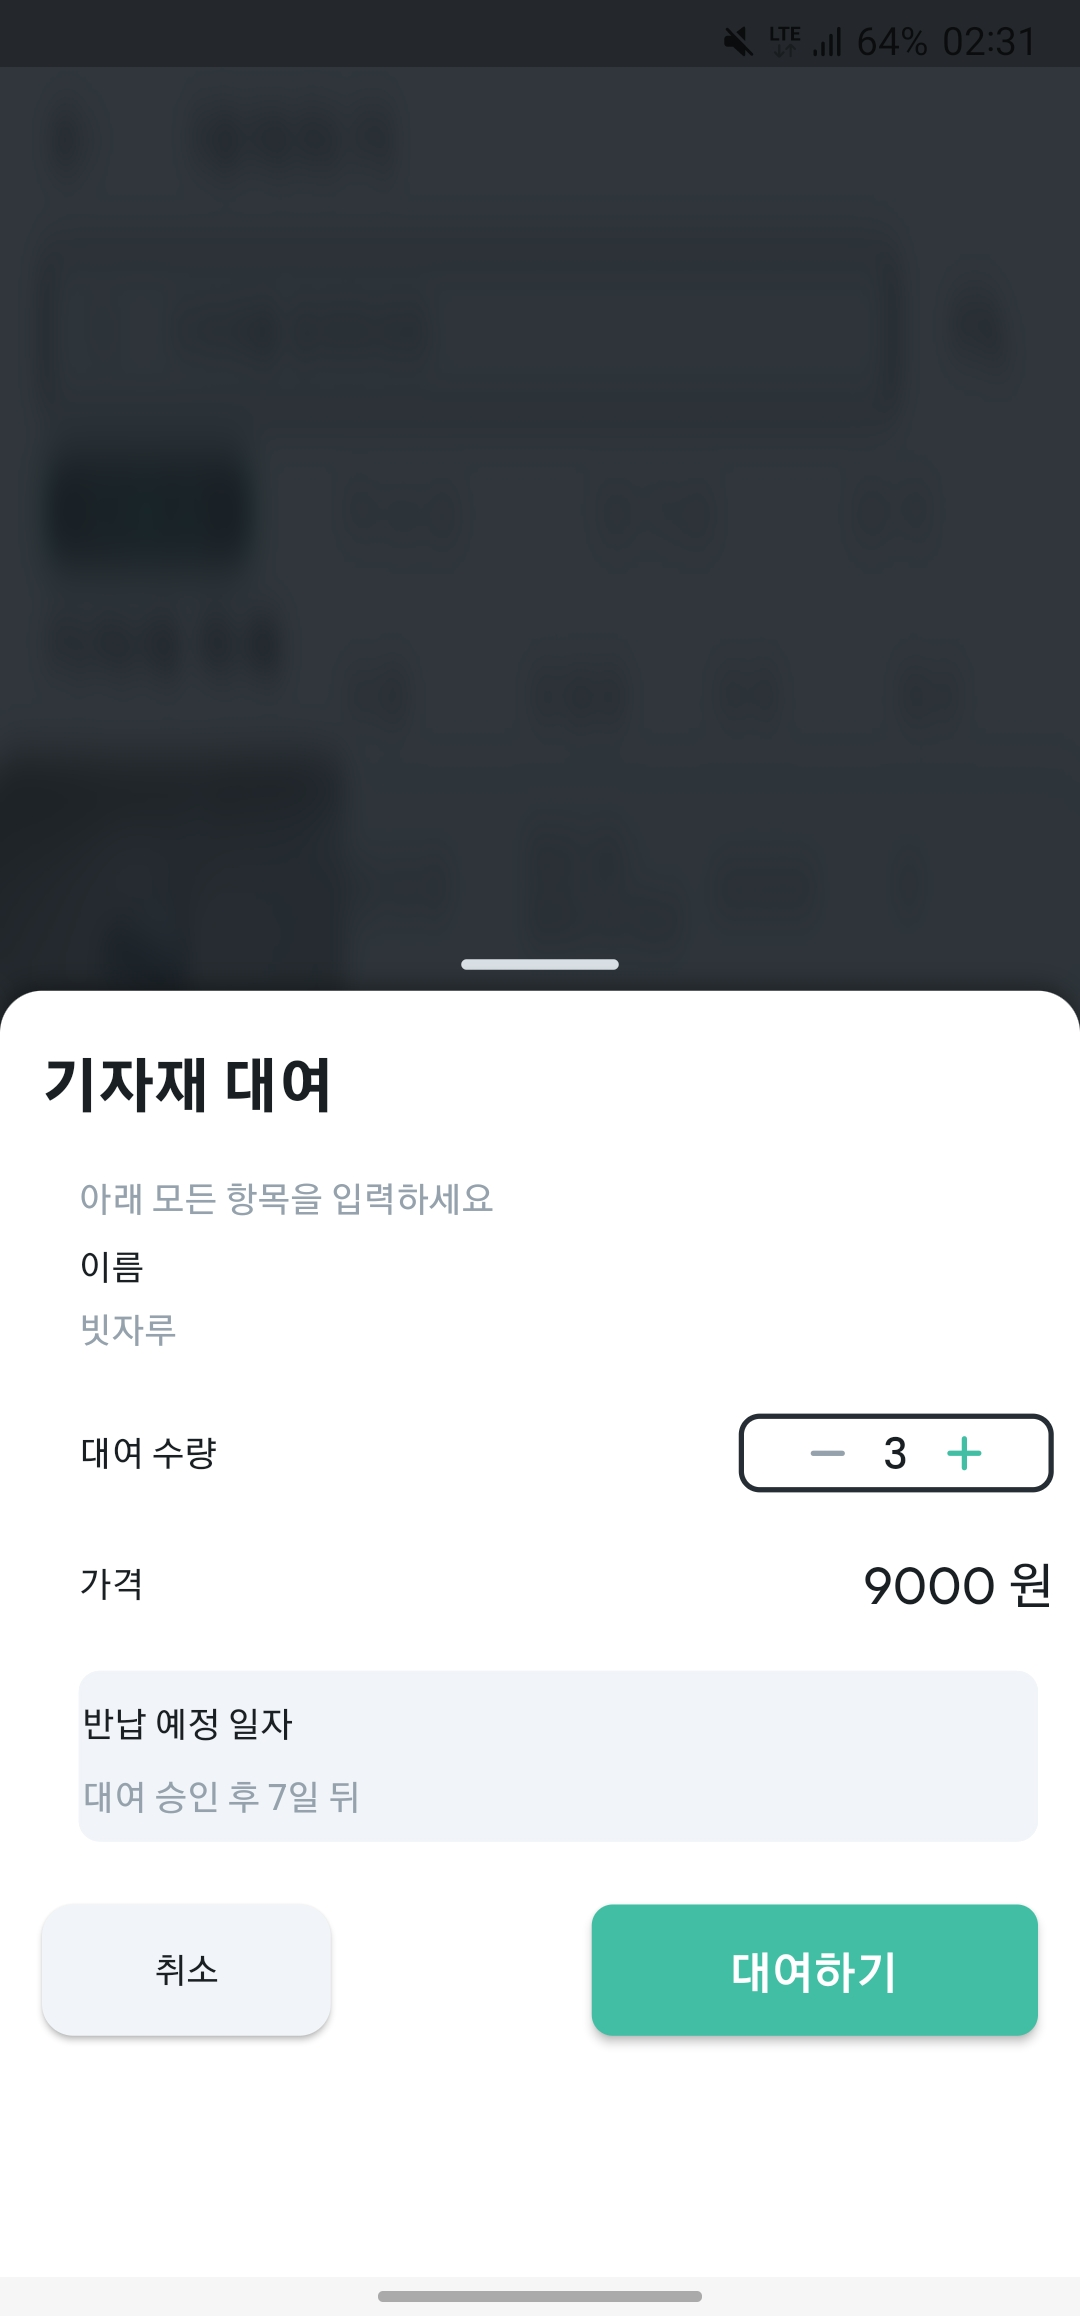 LTE 64% 02:31
기자재 대여
아래 모든 항목을 입력하세요
이름
빗자루
대여 수량 3
가격 9000 원
반납 예정 일자
대여 승인 후 7일 뒤
취소 대여하기